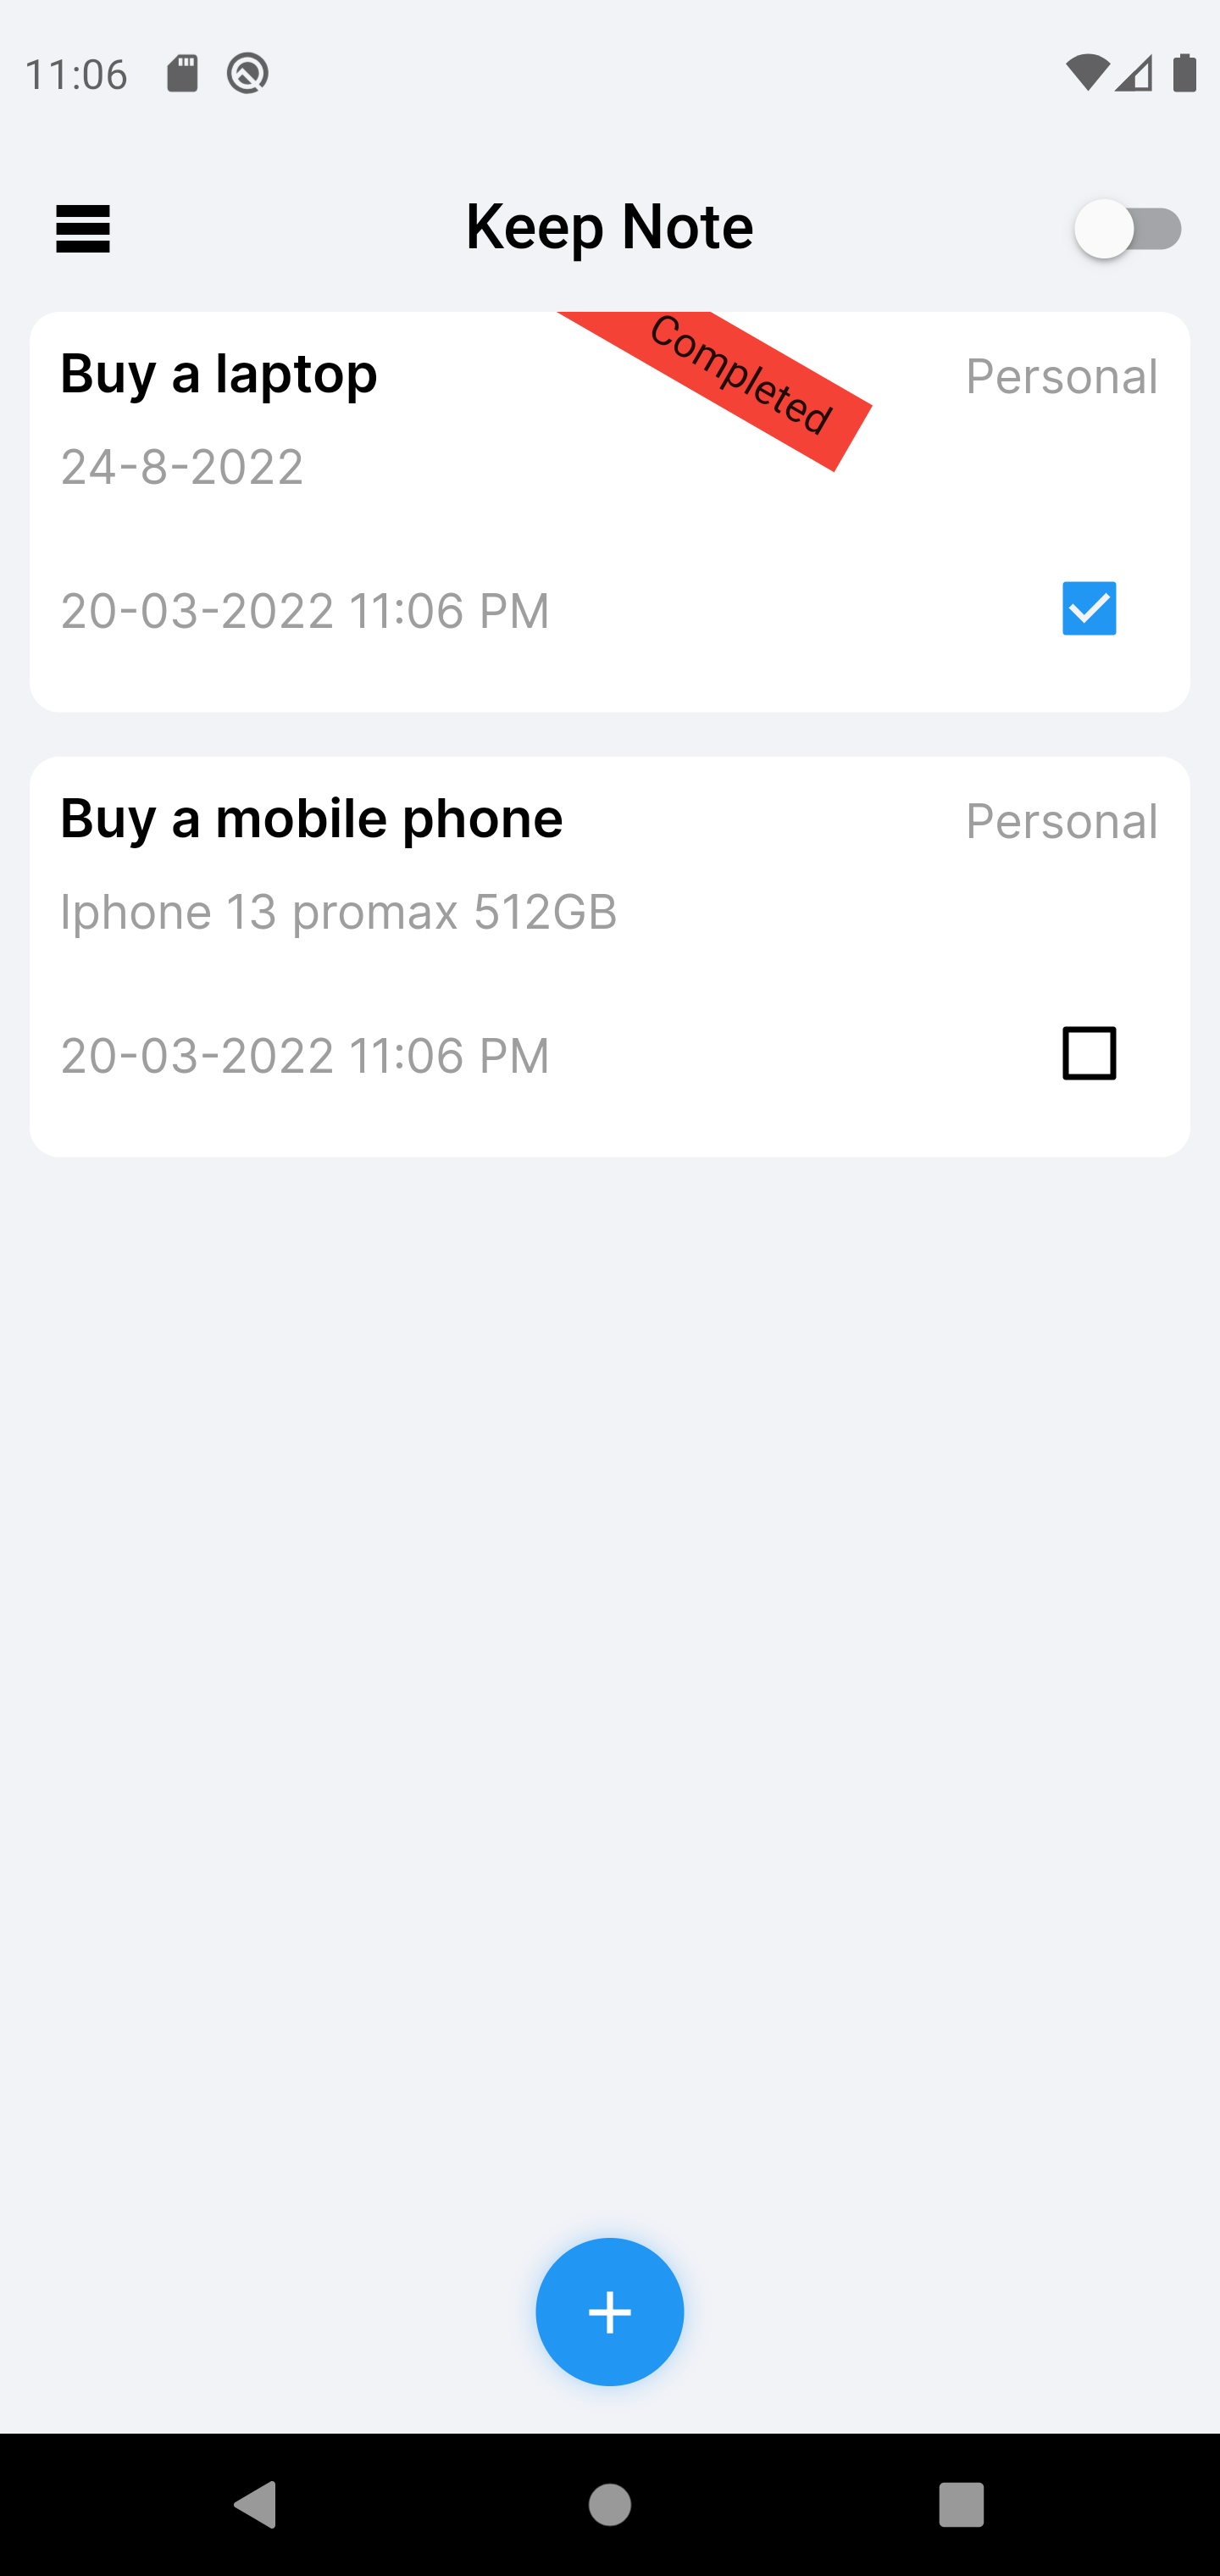 11:06
Keep Note
Buy a laptop
Completed
Personal
24-8-2022
20-03-2022 11:06 PM
Buy a mobile phone
Personal
Iphone 13 promax 512GB
20-03-2022 11:06 PM